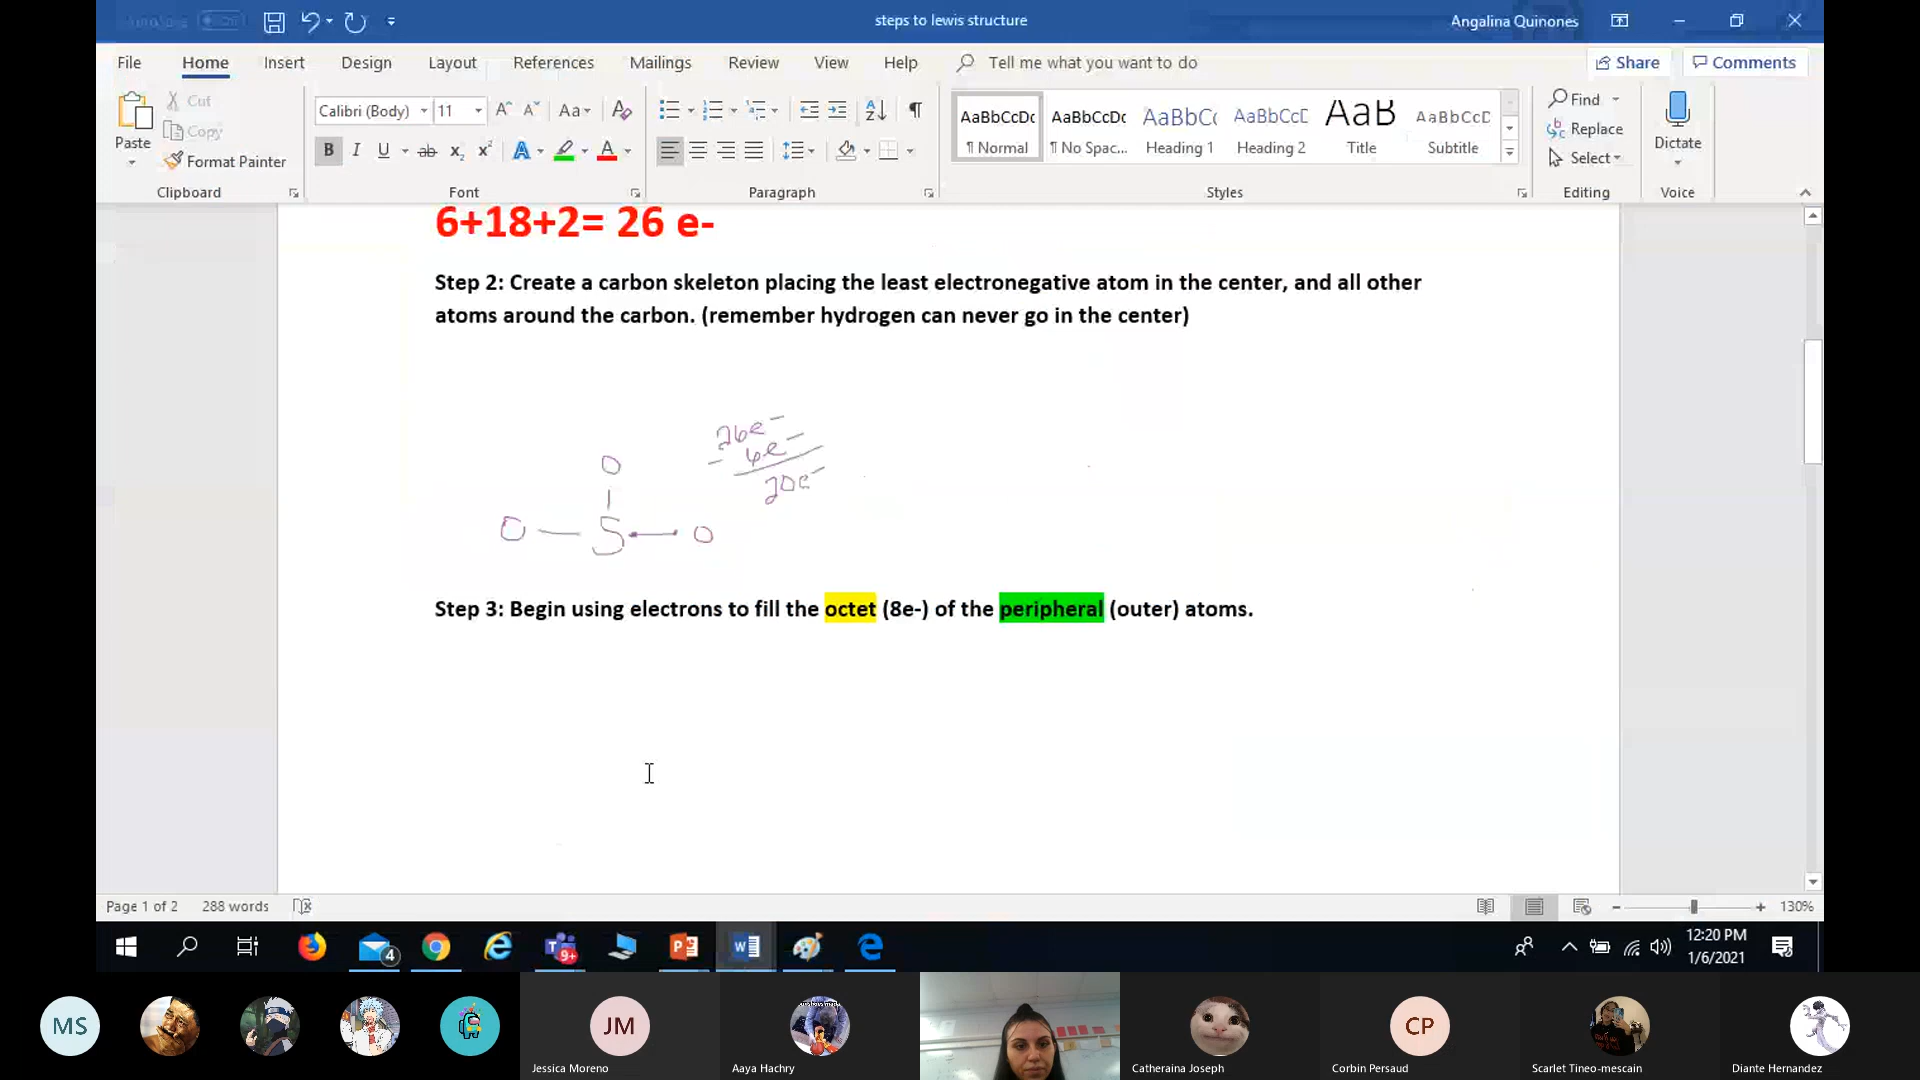 steps to lewis structure
Angalina Quinones
File Home Insert Design Layout References Mailings Review View Help Tell me what you want to do Share Comments
Paste
Cut
Copy
Format Painter
Clipboard
Calibri (Body) 11
Font
Paragraph
AaBbCcDc AaBbCcDc AaBbCc AaBbCcD AaB AaBbCcD
¶ Normal ¶ No Spac... Heading 1 Heading 2 Title Subtitle
Styles
Find
Replace
Select
Editing
Dictate
Voice
6+18+2= 26 e-
Step 2: Create a carbon skeleton placing the least electronegative atom in the center, and all other
atoms around the carbon. (remember hydrogen can never go in the center)
26e-
- 6e-
20e-
O
O S O
Step 3: Begin using electrons to fill the octet (8e-) of the peripheral (outer) atoms.
Page 1 of 2 288 words
130%
4
9+
12:20 PM
1/6/2021
MS
JM
CP
Jessica Moreno
Aaya Hachry
Catheraina Joseph
Corbin Persaud
Scarlet Tineo-mescain
Diante Hernandez